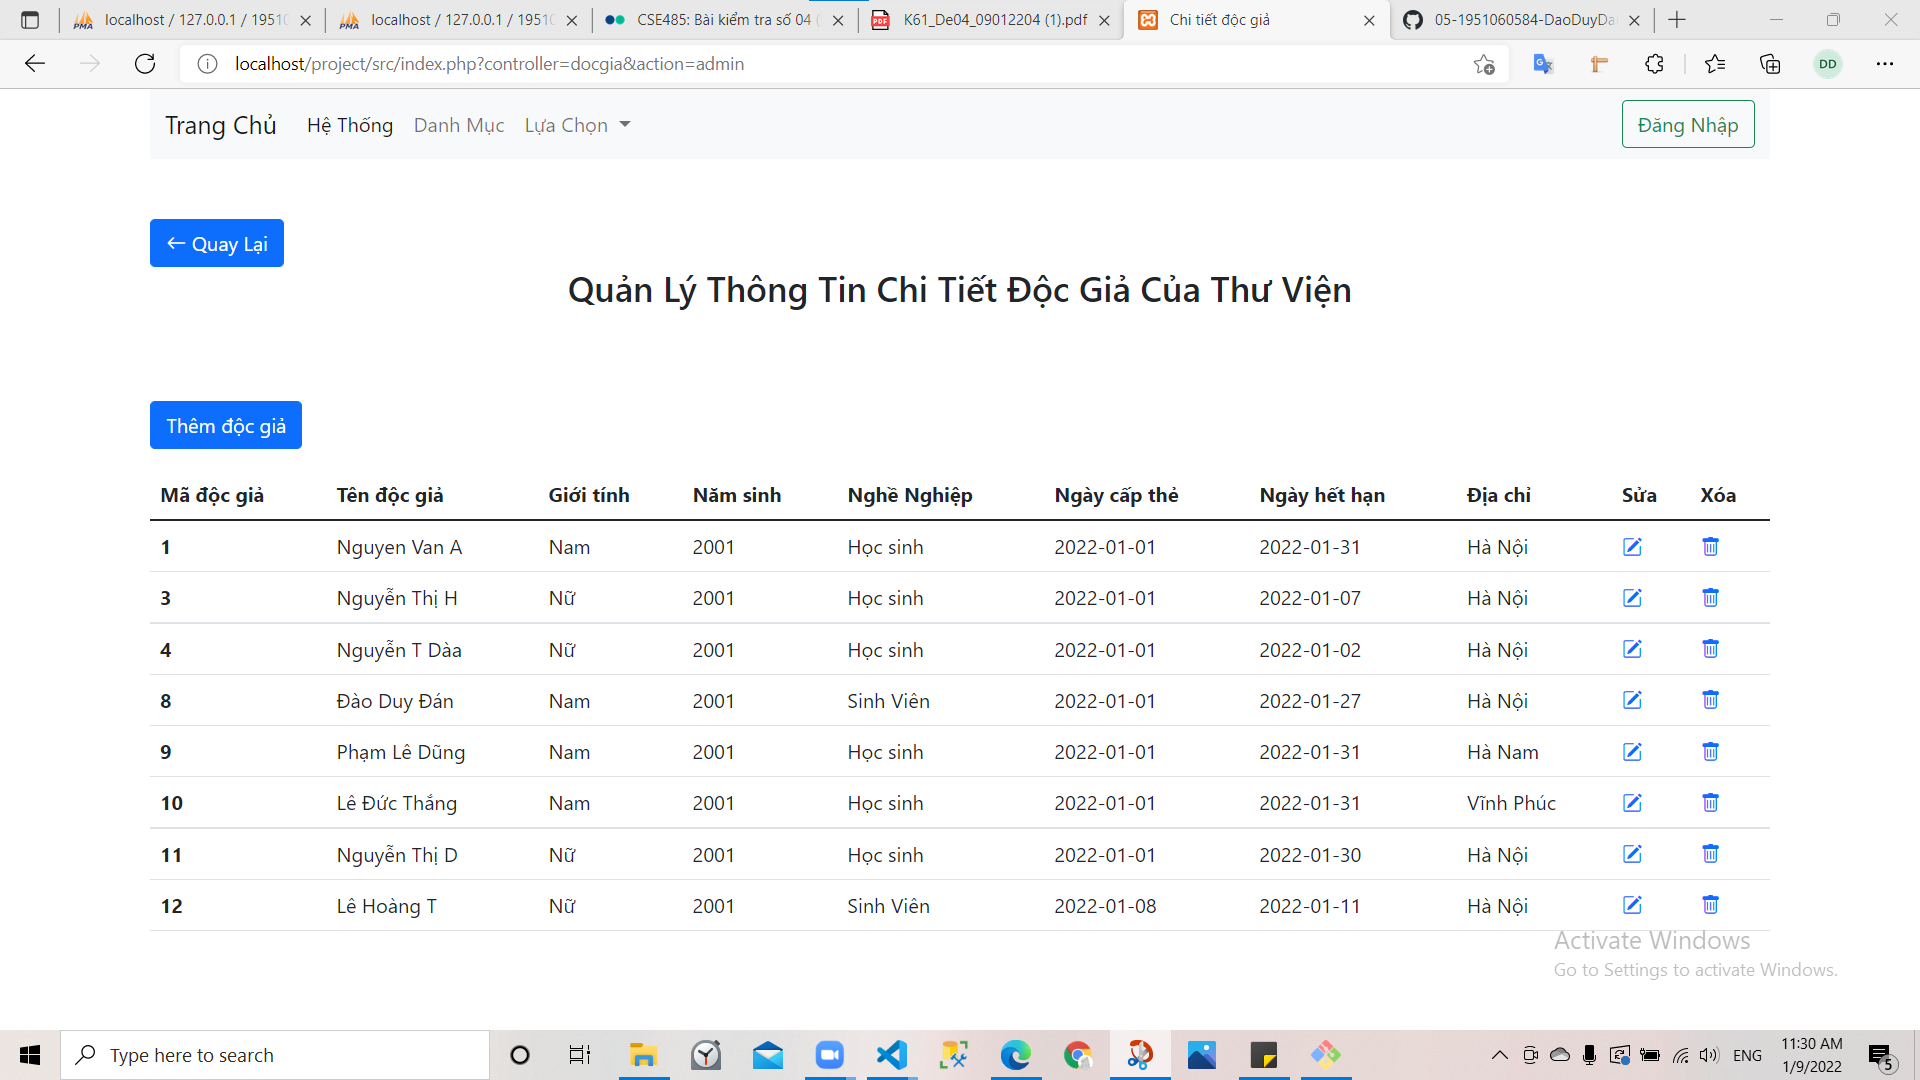 localhost / 127.0.0.1 / 1951 localhost / 127.0.0.1 / 1951 CSE485: Bài kiểm tra số 04 ( K61_De04_09012204 (1).pdf Chi tiết độc giả 05-1951060584-DaoDuyDa
localhost/project/src/index.php?controller=docgia&action=admin DD
Trang Chủ Hệ Thống Danh Mục Lựa Chọn Đăng Nhập
← Quay Lại
Quản Lý Thông Tin Chi Tiết Độc Giả Của Thư Viện
Thêm độc giả
Mã độc giả Tên độc giả Giới tính Năm sinh Nghề Nghiệp Ngày cấp thẻ Ngày hết hạn Địa chỉ Sửa Xóa
1 Nguyen Van A Nam 2001 Học sinh 2022-01-01 2022-01-31 Hà Nội
3 Nguyễn Thị H Nữ 2001 Học sinh 2022-01-01 2022-01-07 Hà Nội
4 Nguyễn T Dàa Nữ 2001 Học sinh 2022-01-01 2022-01-02 Hà Nội
8 Đào Duy Đán Nam 2001 Sinh Viên 2022-01-01 2022-01-27 Hà Nội
9 Phạm Lê Dũng Nam 2001 Học sinh 2022-01-01 2022-01-31 Hà Nam
10 Lê Đức Thắng Nam 2001 Học sinh 2022-01-01 2022-01-31 Vĩnh Phúc
11 Nguyễn Thị D Nữ 2001 Học sinh 2022-01-01 2022-01-30 Hà Nội
12 Lê Hoàng T Nữ 2001 Sinh Viên 2022-01-08 2022-01-11 Hà Nội
Activate Windows
Go to Settings to activate Windows.
Type here to search ENG 11:30 AM
1/9/2022 5